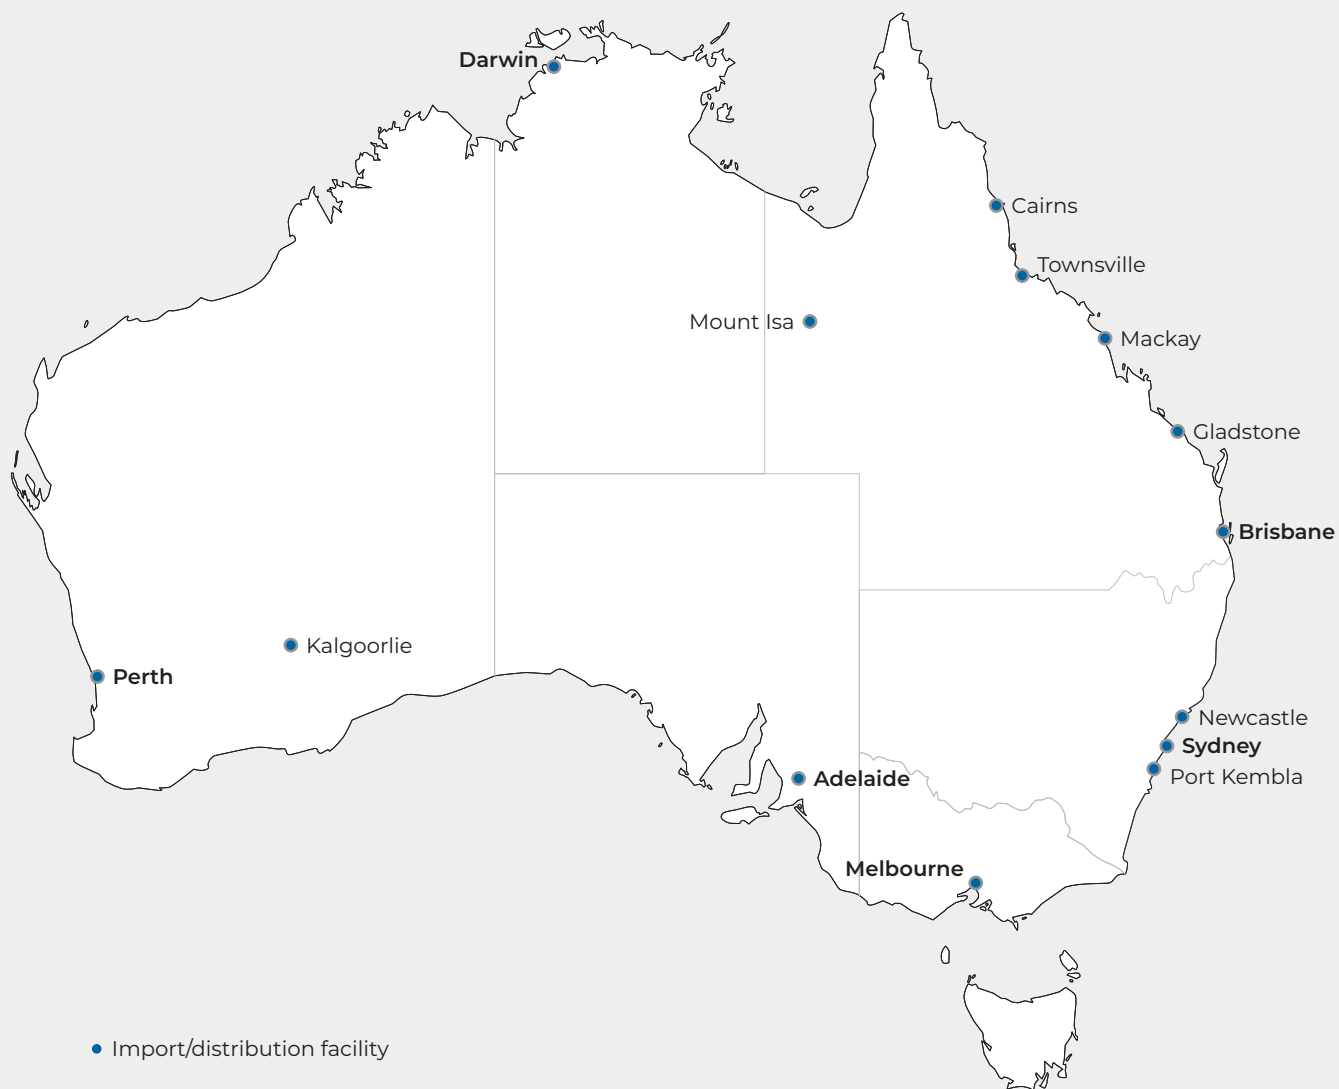 Darwin
Cairns
Townsville
Mount Isa
Mackay
Gladstone
Brisbane
Kalgoorlie
Perth
Newcastle
Sydney
Port Kembla
Adelaide
Melbourne
Import/distribution facility